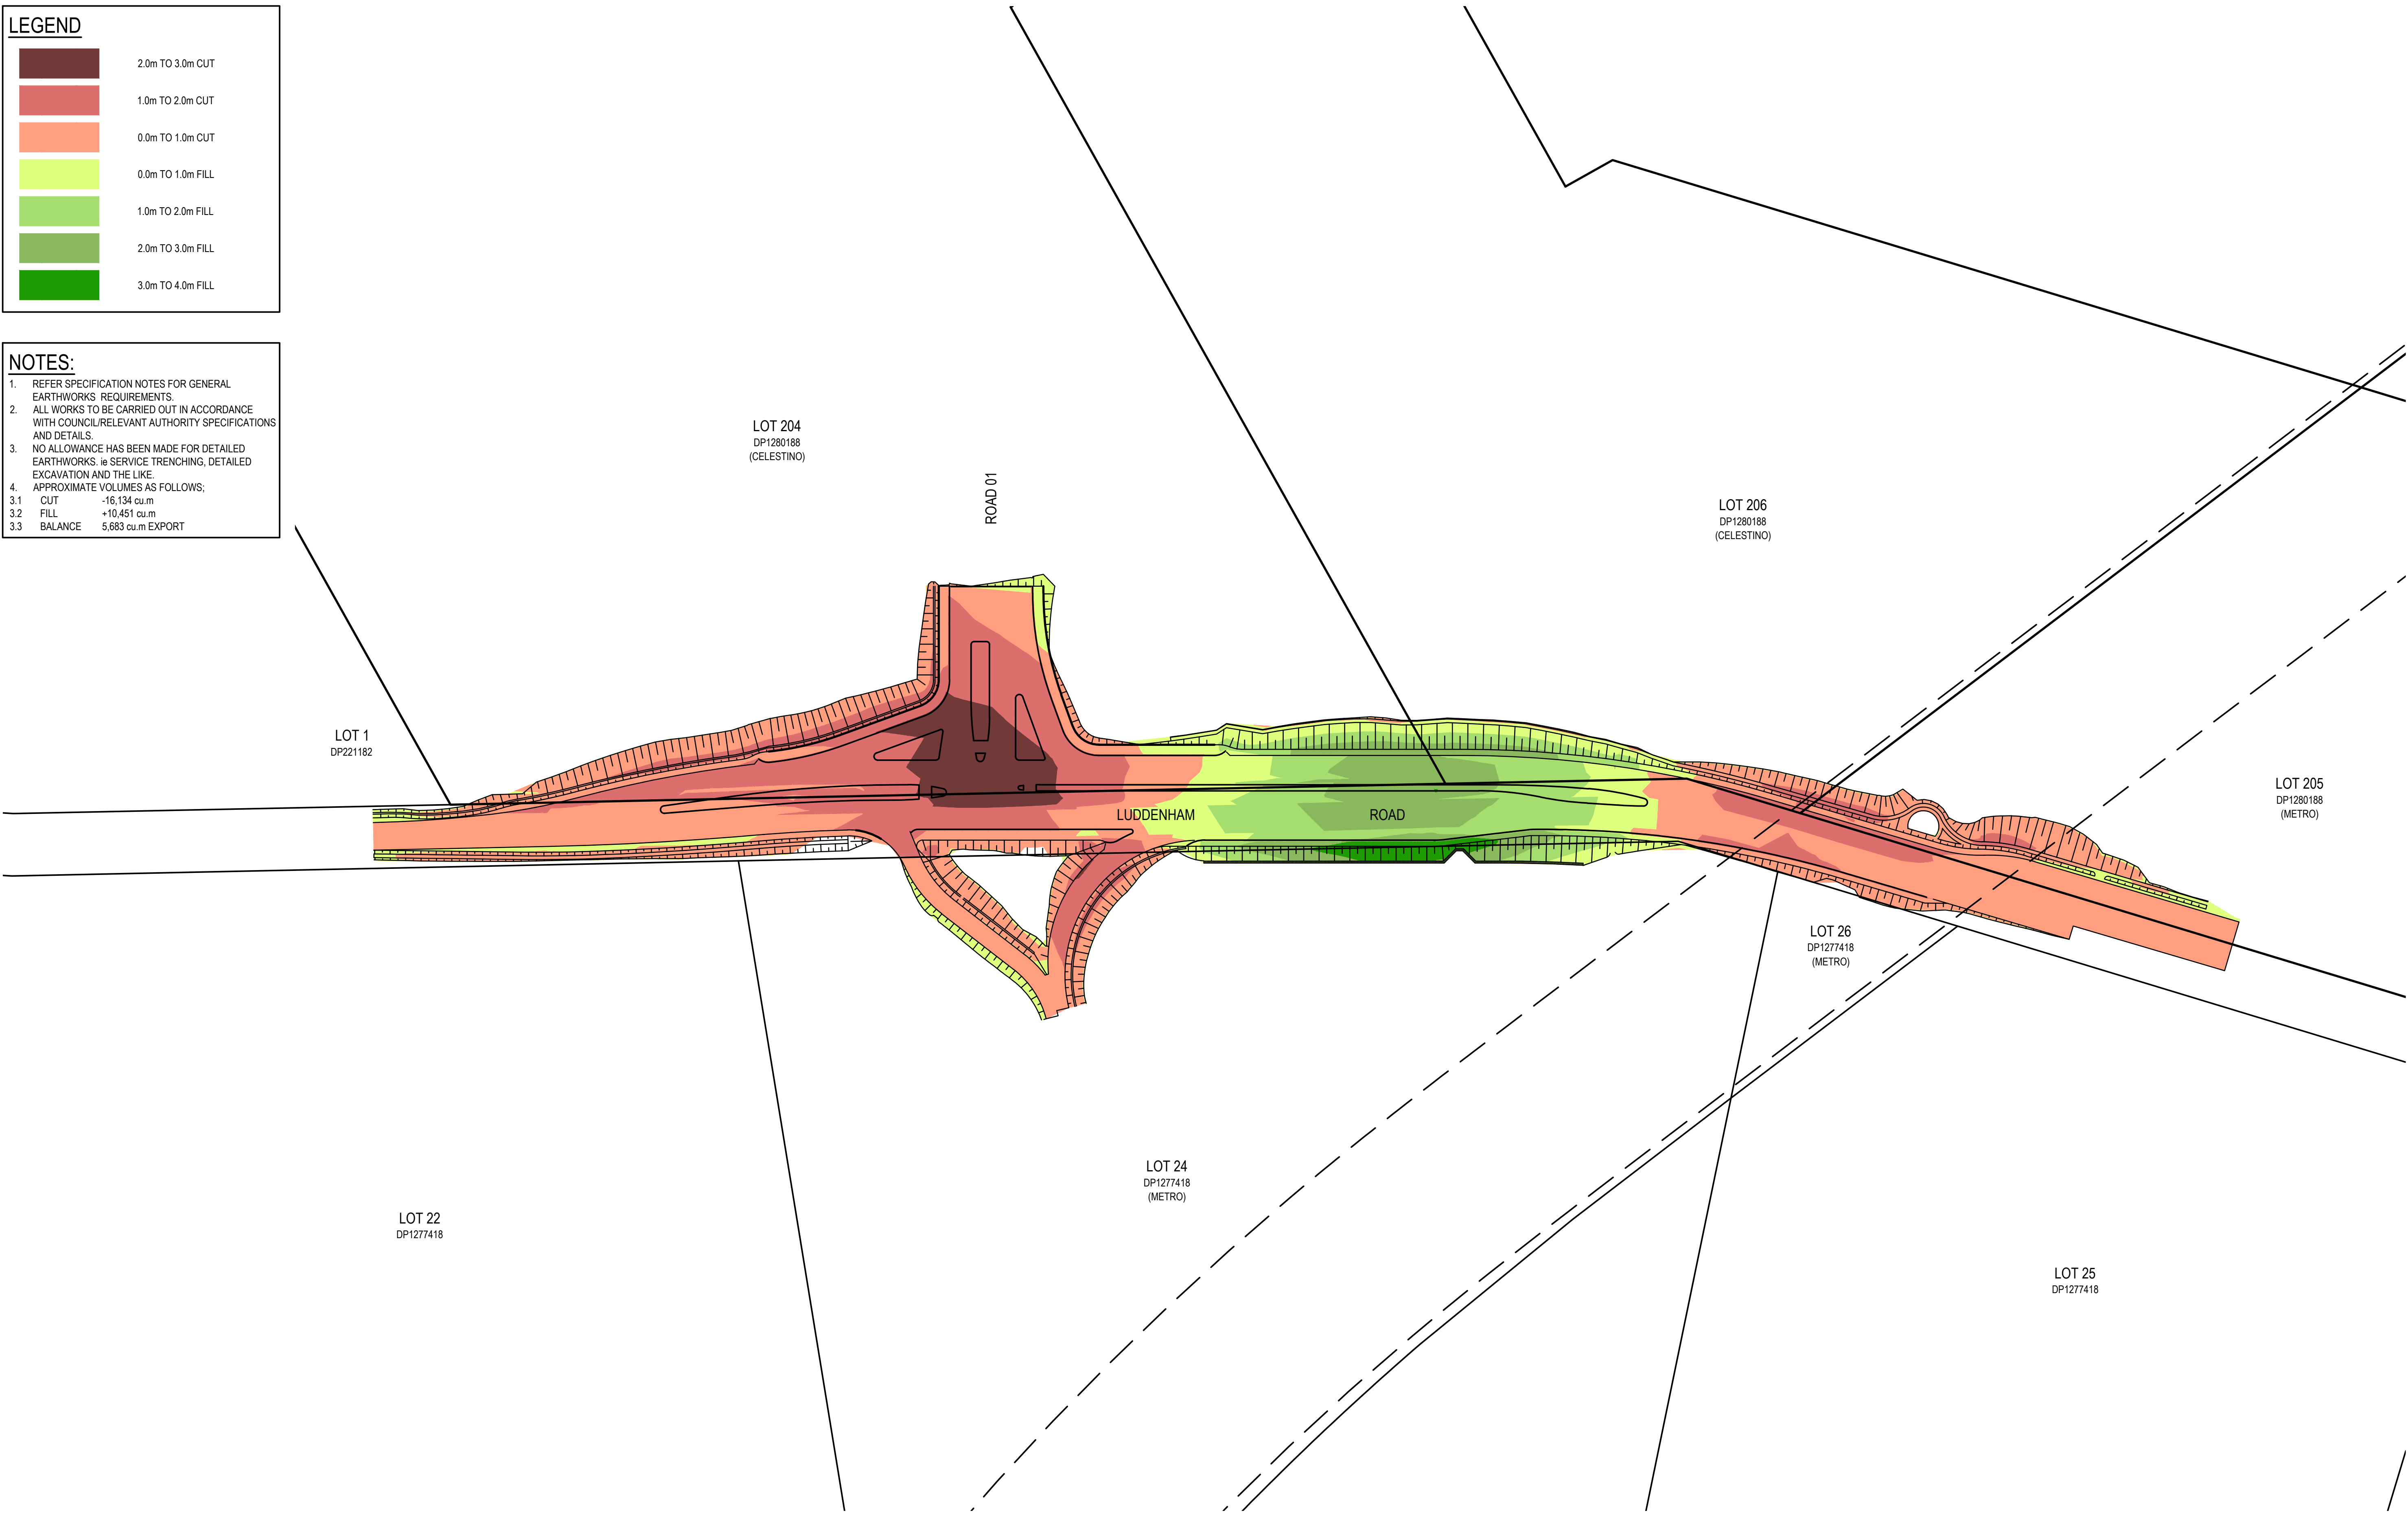 LEGEND
2.0m TO 3.0m CUT
1.0m TO 2.0m CUT
0.0m TO 1.0m CUT
0.0m TO 1.0m FILL
1.0m TO 2.0m FILL
2.0m TO 3.0m FILL
3.0m TO 4.0m FILL
NOTES:
1. REFER SPECIFICATION NOTES FOR GENERAL
EARTHWORKS REQUIREMENTS.
2. ALL WORKS TO BE CARRIED OUT IN ACCORDANCE
WITH COUNCIL/RELEVANT AUTHORITY SPECIFICATIONS
AND DETAILS.
3. NO ALLOWANCE HAS BEEN MADE FOR DETAILED
EARTHWORKS. ie SERVICE TRENCHING, DETAILED
EXCAVATION AND THE LIKE.
4. APPROXIMATE VOLUMES AS FOLLOWS;
3.1 CUT -16,134 cu.m
3.2 FILL +10,451 cu.m
3.3 BALANCE 5,683 cu.m EXPORT
LOT 204
DP1280188
(CELESTINO)
ROAD 01
LOT 206
DP1280188
(CELESTINO)
LOT 1
DP221182
LOT 205
DP1280188
(METRO)
LUDDENHAM ROAD
LOT 26
DP1277418
(METRO)
LOT 24
DP1277418
(METRO)
LOT 22
DP1277418
LOT 25
DP1277418